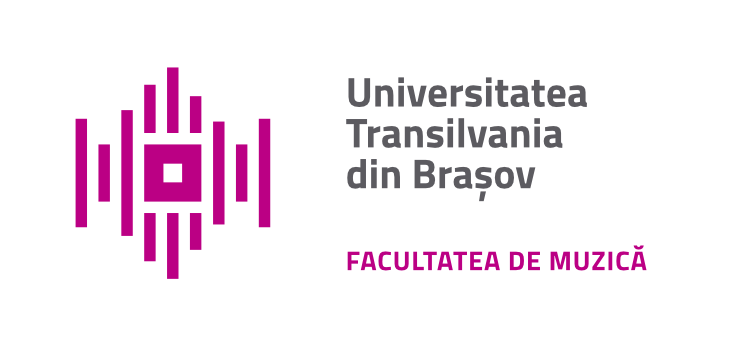 Universitatea
Transilvania
din Brașov
FACULTATEA DE MUZICĂ